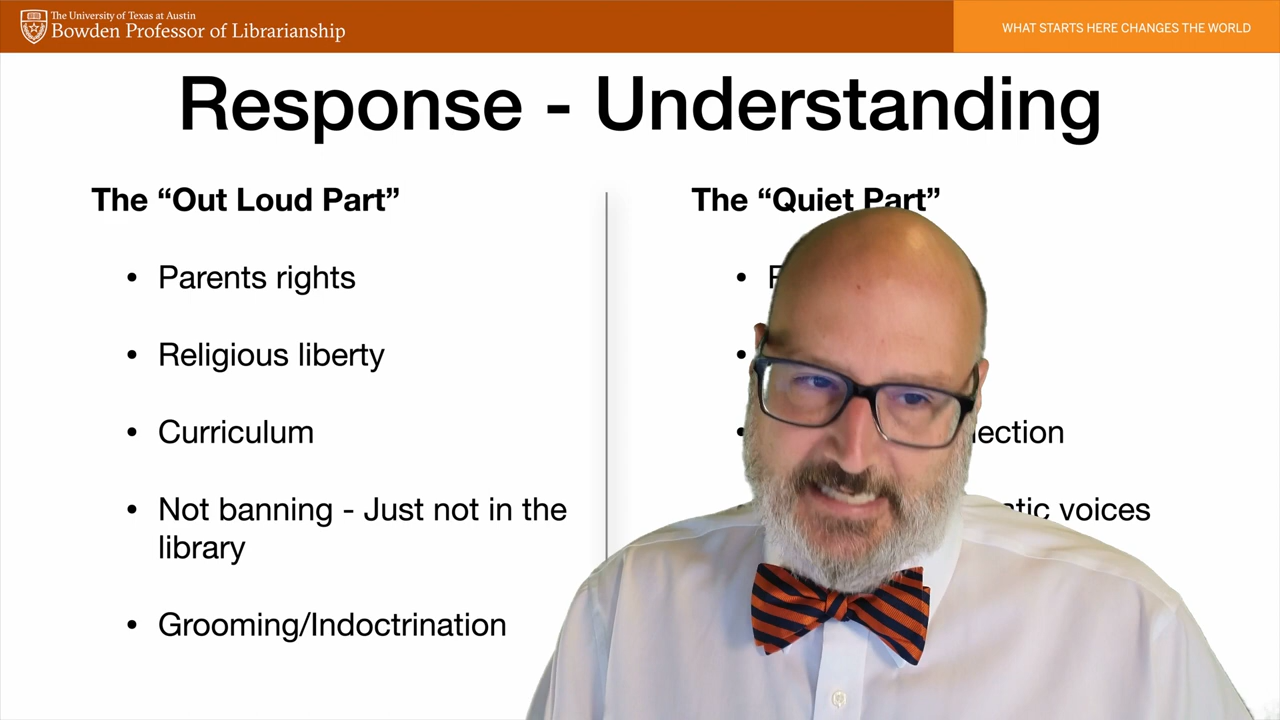 The University of Texas at Austin
Bowden Professor of Librarianship
WHAT STARTS HERE CHANGES THE WORLD
Response - Understanding
The “Out Loud Part”
• Parents rights
• Religious liberty
• Curriculum
• Not banning - Just not in the
library
• Grooming/Indoctrination
The “Quiet Part”
voices